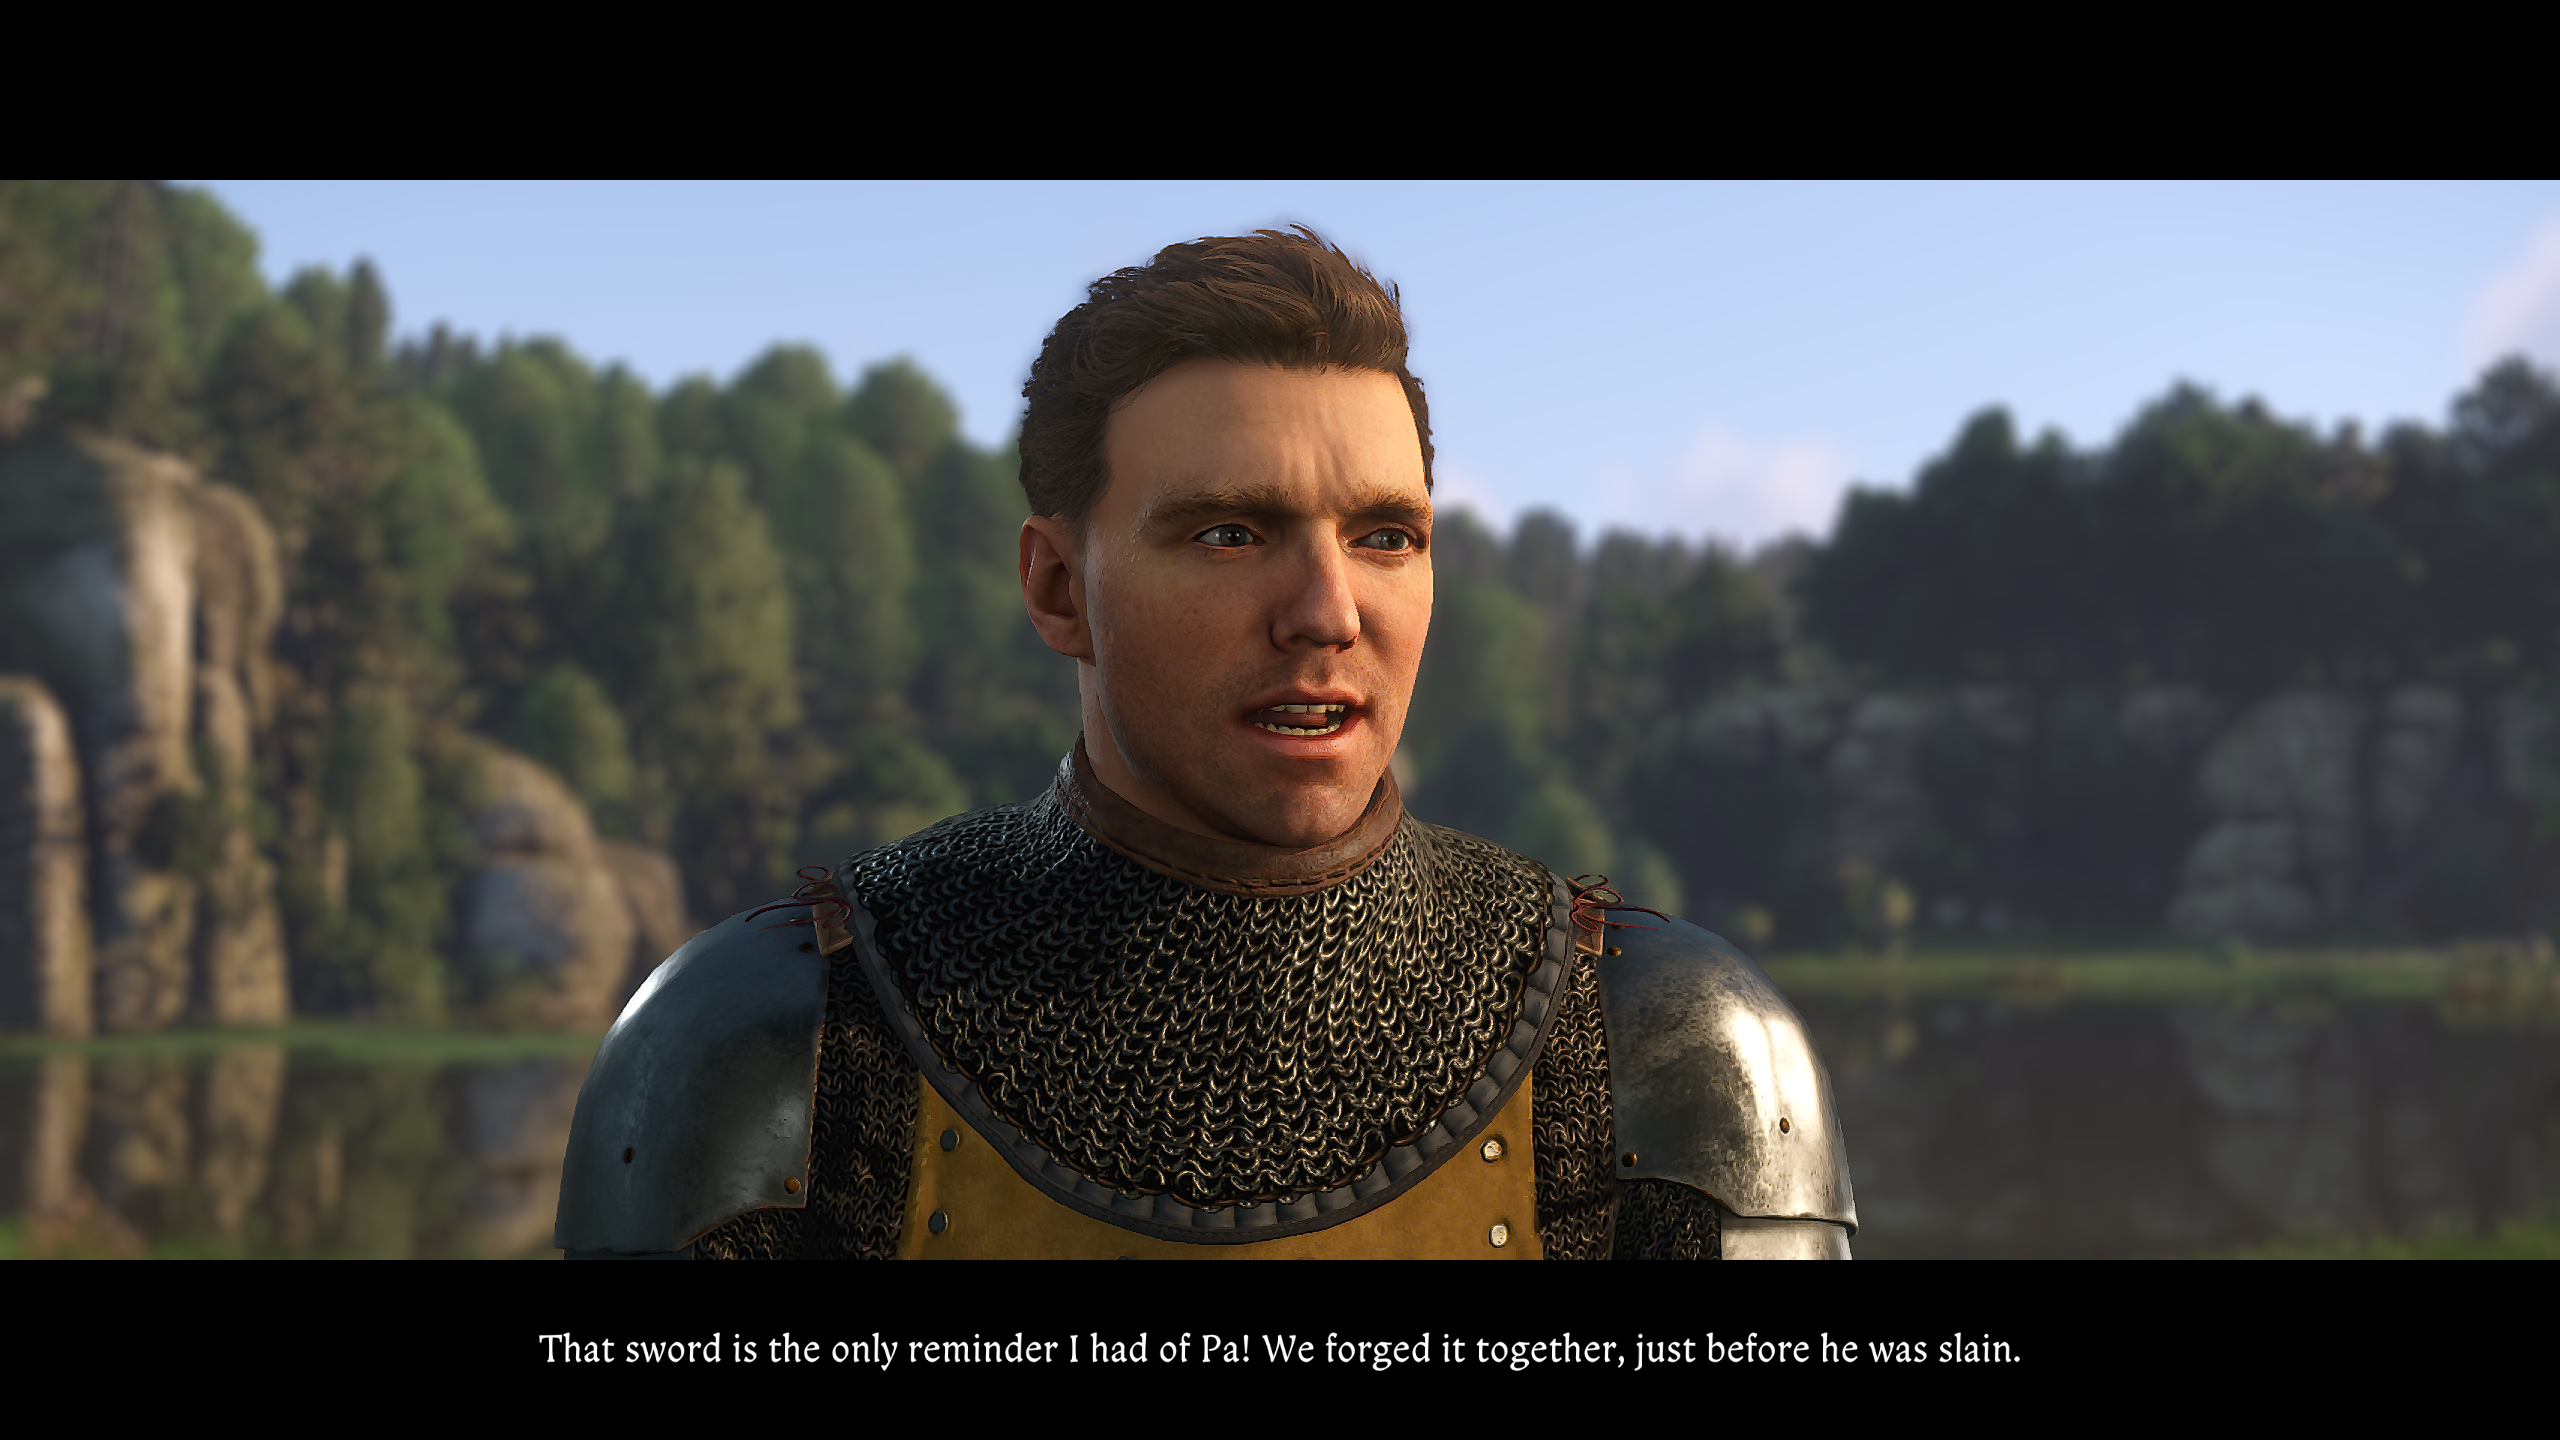 That sword is the only reminder I had of Pa! We forged it together, just before he was slain.